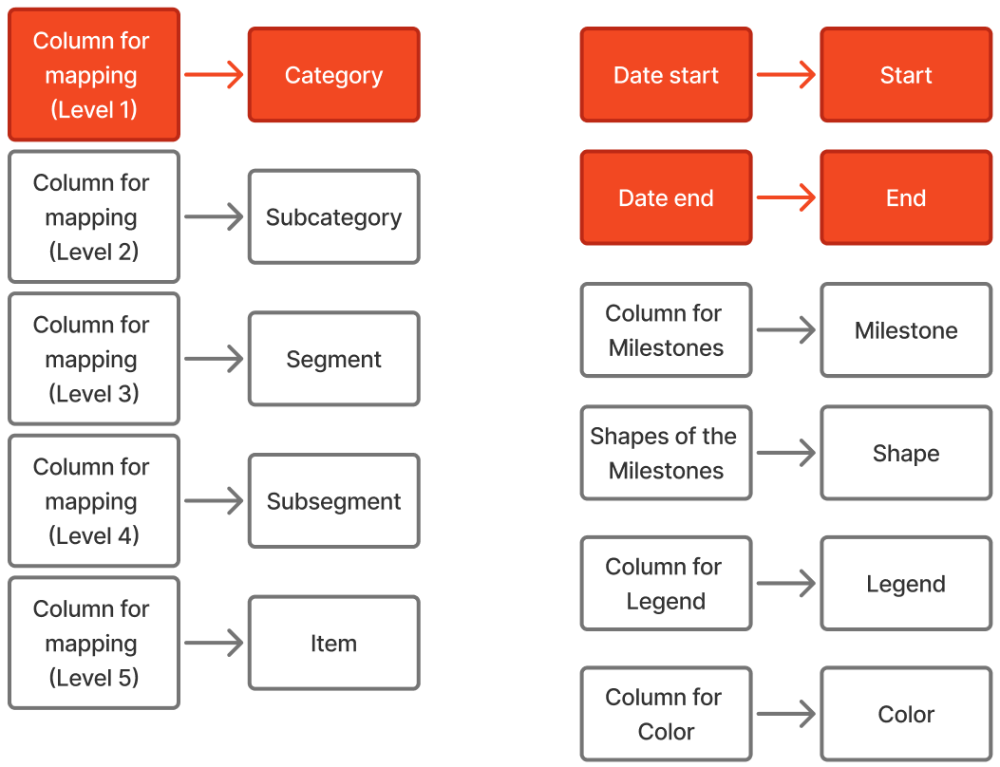 Column for
mapping
(Level 1)
Category
Column for
mapping
(Level 2)
Subcategory
Column for
mapping
(Level 3)
Segment
Column for
mapping
(Level 4)
Subsegment
Column for
mapping
(Level 5)
Item
Date start
Start
Date end
End
Column for
Milestones
Milestone
Shapes of the
Milestones
Shape
Column for
Legend
Legend
Column for
Color
Color